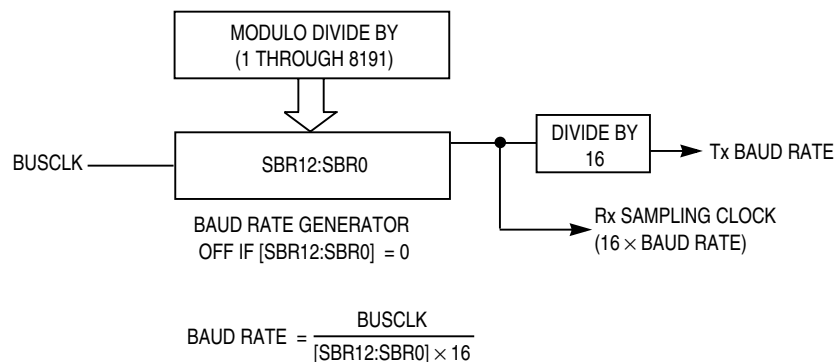 MODULO DIVIDE BY
(1 THROUGH 8191)
BUSCLK
SBR12:SBR0
DIVIDE BY
16
Tx BAUD RATE
BAUD RATE GENERATOR
OFF IF [SBR12:SBR0] = 0
Rx SAMPLING CLOCK
(16 × BAUD RATE)
BAUD RATE =
BUSCLK
[SBR12:SBR0] × 16